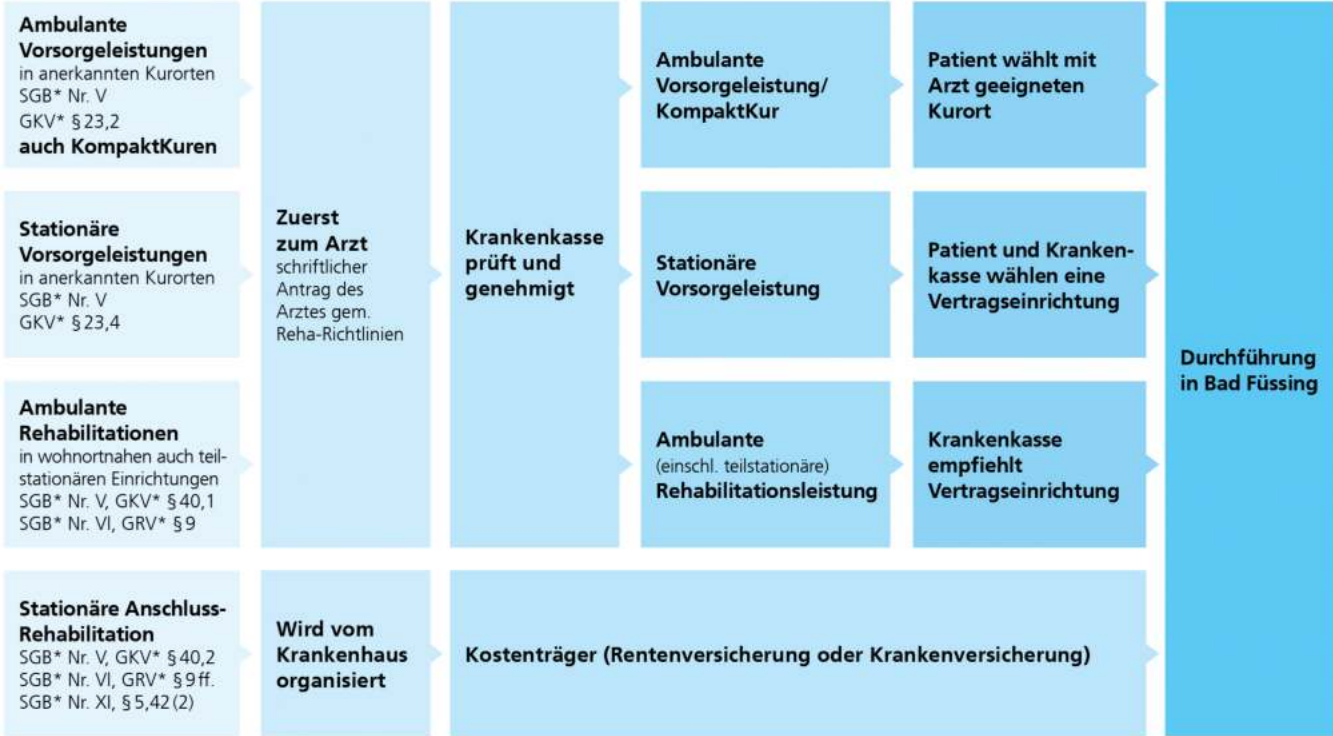 Ambulante
Vorsorgeleistungen
in anerkannten Kurorten
SGB* Nr. V
GKV* § 23,2
auch KompaktKuren
Stationäre
Vorsorgeleistungen
in anerkannten Kurorten
SGB* Nr. V
GKV* § 23,4
Ambulante
Rehabilitationen
in wohnortnahen auch teil-
stationären Einrichtungen
SGB* Nr. V, GKV* § 40,1
SGB* Nr. VI, GRV* § 9
Zuerst
zum Arzt
schriftlicher
Antrag des
Arztes gem.
Reha-Richtlinien
Krankenkasse
prüft und
genehmigt
Ambulante
Vorsorgeleistung/
KompaktKur
Patient wählt mit
Arzt geeigneten
Kurort
Stationäre
Vorsorgeleistung
Patient und Kranken-
kasse wählen eine
Vertragseinrichtung
Ambulante
(einschl. teilstationäre)
Rehabilitationsleistung
Krankenkasse
empfiehlt
Vertragseinrichtung
Stationäre Anschluss-
Rehabilitation
SGB* Nr. V, GKV* § 40,2
SGB* Nr. VI, GRV* § 9 ff.
SGB* Nr. XI, § 5,42 (2)
Wird vom
Krankenhaus
organisiert
Kostenträger (Rentenversicherung oder Krankenversicherung)
Durchführung
in Bad Füssing